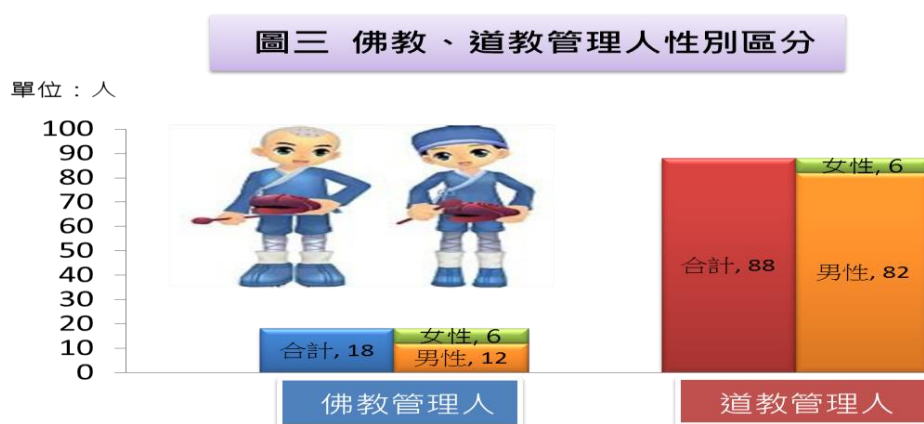 圖三 佛教、道教管理人性別區分
單位：人
100
90
80
70
60
50
40
30
20
10
0
合計, 18
女性, 6
男性, 12
合計, 88
女性, 6
男性, 82
佛教管理人
道教管理人